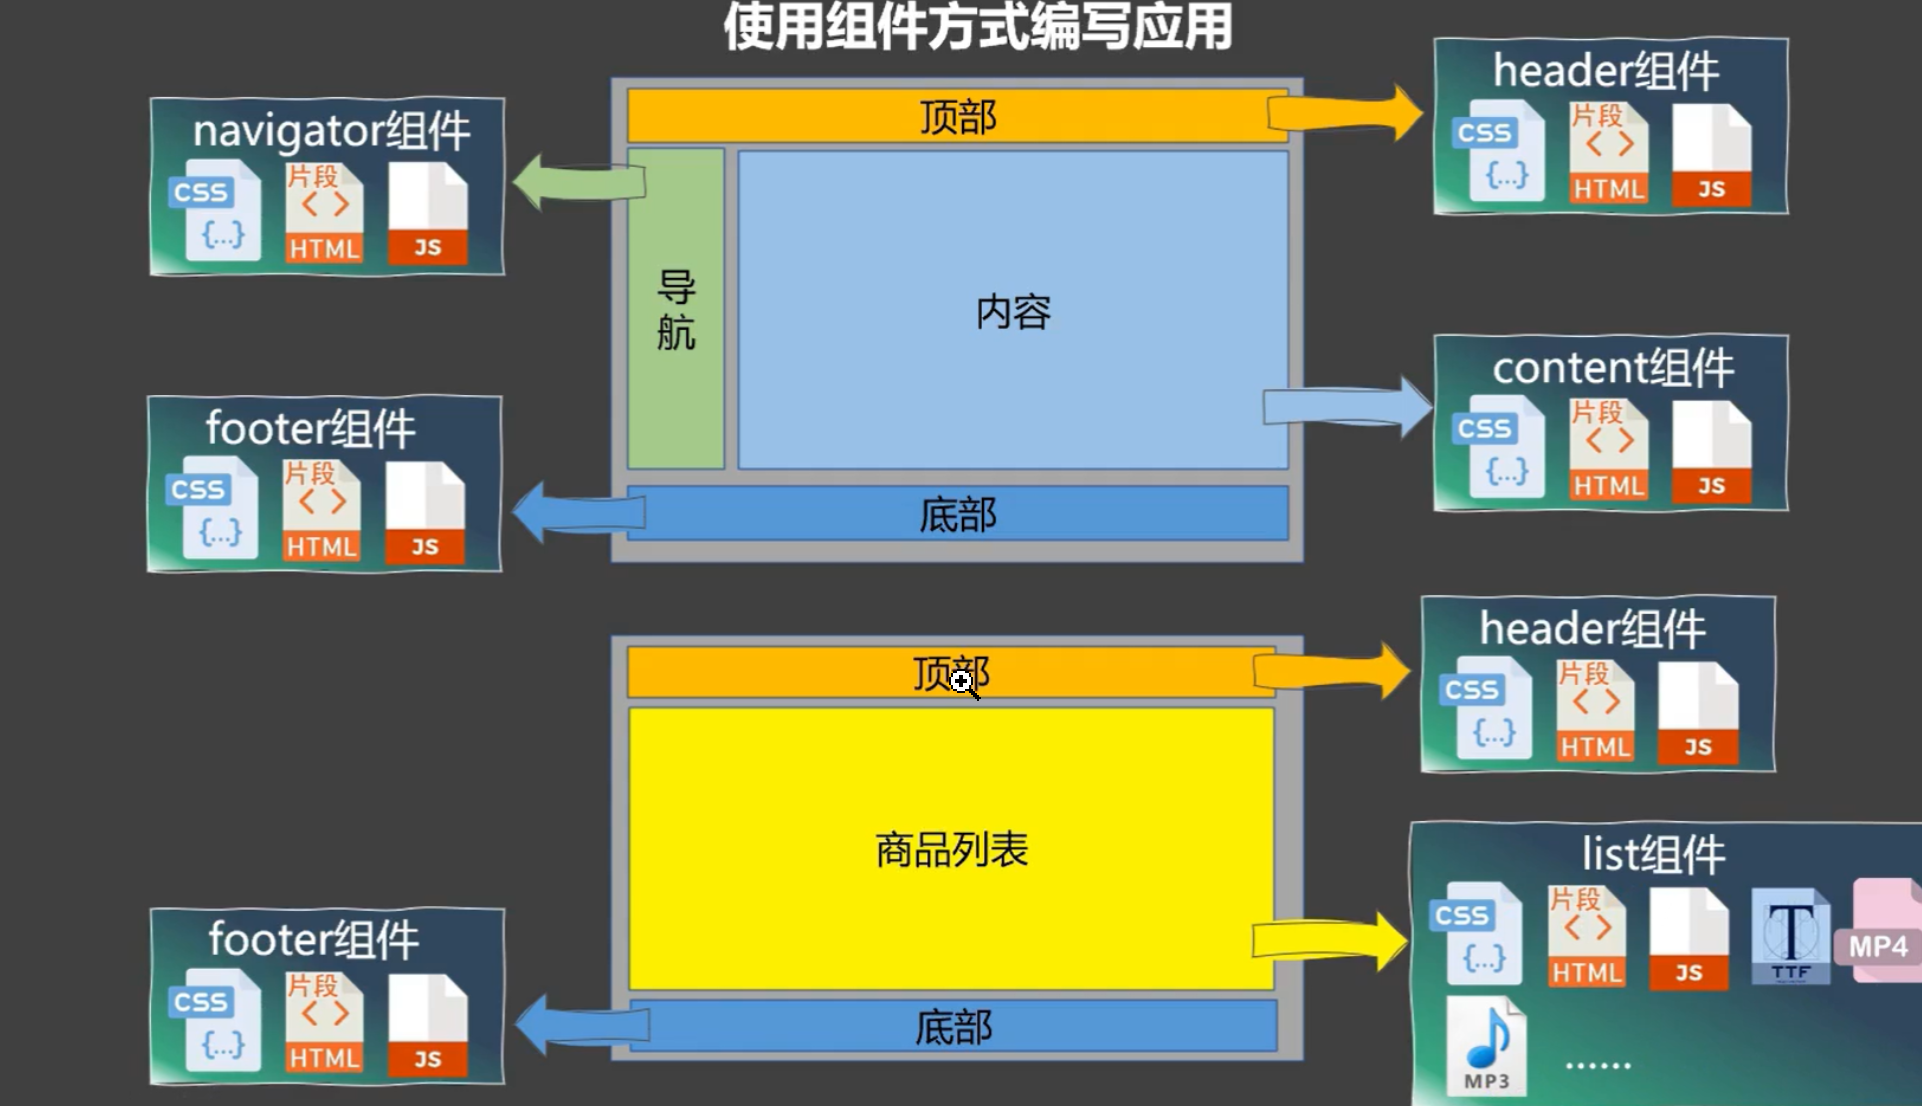 使用组件方式编写应用
navigator组件
CSS
{...}
片段
< >
HTML
JS
顶部
header组件
CSS
{...}
片段
< >
HTML
JS
导
航
内容
footer组件
CSS
{...}
片段
< >
HTML
JS
content组件
CSS
{...}
片段
< >
HTML
JS
底部
顶部
header组件
CSS
{...}
片段
< >
HTML
JS
商品列表
list组件
CSS
{...}
片段
< >
HTML
JS
T
TTF
MP4
MP3
......
footer组件
CSS
{...}
片段
< >
HTML
JS
底部